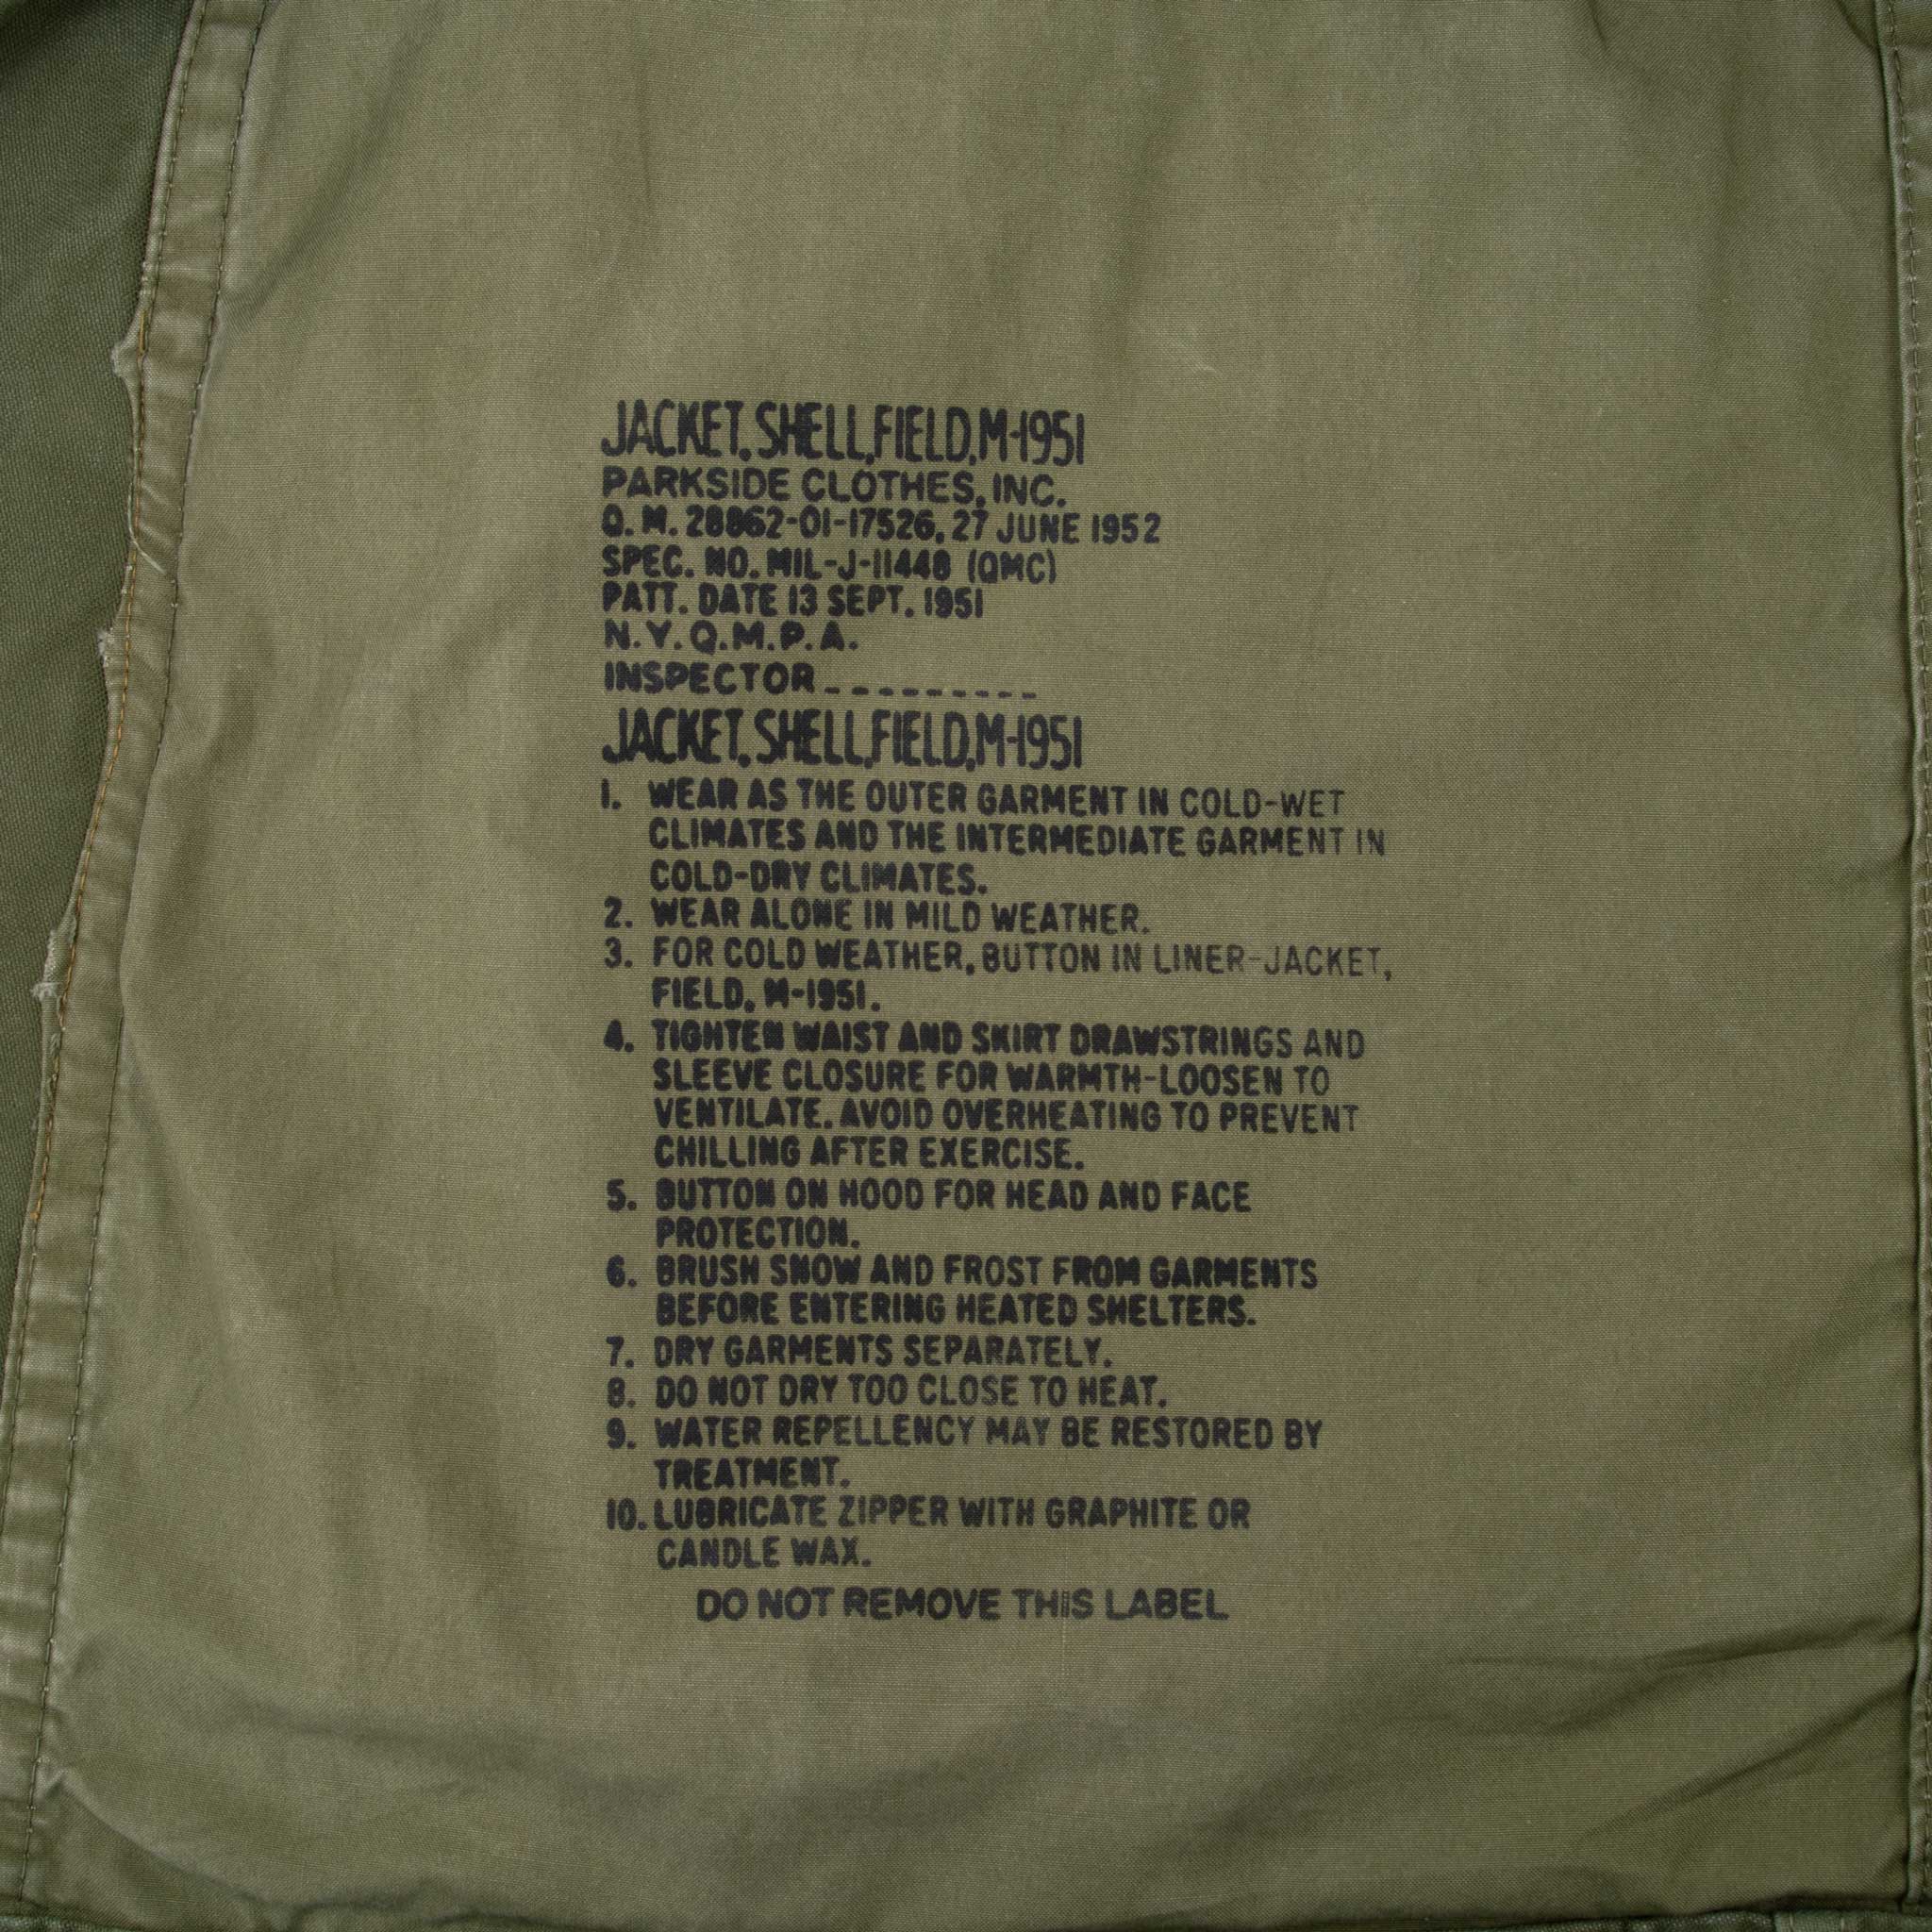 JACKET, SHELL, FIELD, M-1951
PARKSIDE CLOTHES, INC.
Q. M. 28862-01-17526, 27 JUNE 1952
SPEC. NO. MIL-J-11448 (QMC)
PATT. DATE 13 SEPT. 1951
N.Y.Q.M.P.A.
INSPECTOR_________
JACKET, SHELL, FIELD, M-1951
1. WEAR AS THE OUTER GARMENT IN COLD-WET
CLIMATES AND THE INTERMEDIATE GARMENT IN
COLD-DRY CLIMATES.
2. WEAR ALONE IN MILD WEATHER.
3. FOR COLD WEATHER, BUTTON IN LINER-JACKET,
FIELD, M-1951.
4. TIGHTEN WAIST AND SKIRT DRAWSTRINGS AND
SLEEVE CLOSURE FOR WARMTH-LOOSEN TO
VENTILATE. AVOID OVERHEATING TO PREVENT
CHILLING AFTER EXERCISE.
5. BUTTON ON HOOD FOR HEAD AND FACE
PROTECTION.
6. BRUSH SNOW AND FROST FROM GARMENTS
BEFORE ENTERING HEATED SHELTERS.
7. DRY GARMENTS SEPARATELY.
8. DO NOT DRY TOO CLOSE TO HEAT.
9. WATER REPELLENCY MAY BE RESTORED BY
TREATMENT.
10. LUBRICATE ZIPPER WITH GRAPHITE OR
CANDLE WAX.
DO NOT REMOVE THIS LABEL